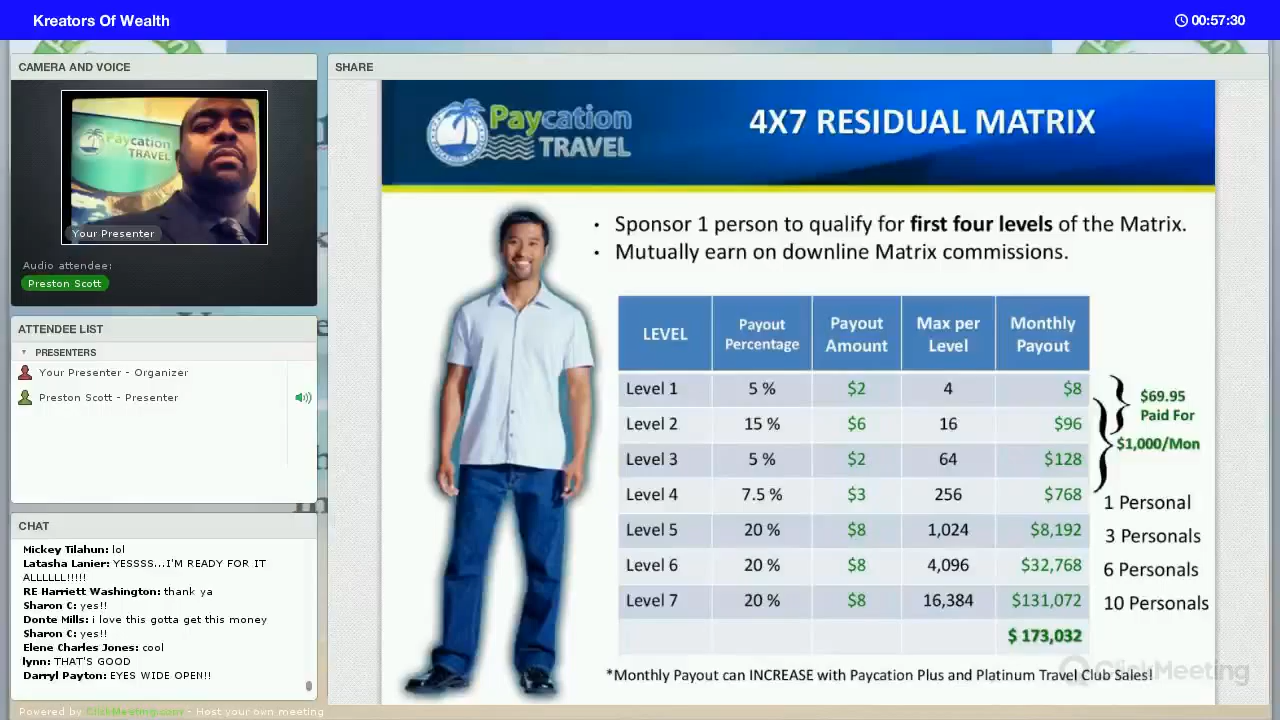 Kreators Of Wealth
00:57:30
CAMERA AND VOICE
Paycation
TRAVEL
Your Presenter
Audio attendee:
Preston Scott
ATTENDEE LIST
PRESENTERS
Your Presenter - Organizer
Preston Scott - Presenter
CHAT
Mickey Tilahun: lol
Latasha Lanier: YESSSS...I'M READY FOR IT
ALLLLLL!!!!!
RE Harriett Washington: thank ya
Sharon C: yes!!
Donte Mills: i love this gotta get this money
Sharon C: yes!!
Elene Charles Jones: cool
lynn: THAT'S GOOD
Darryl Payton: EYES WIDE OPEN!!
SHARE
Paycation
TRAVEL
4X7 RESIDUAL MATRIX
• Sponsor 1 person to qualify for first four levels of the Matrix.
• Mutually earn on downline Matrix commissions.
LEVEL Payout Percentage Payout Amount Max per Level Monthly Payout
Level 1 5 % $2 4 $8
Level 2 15 % $6 16 $96
Level 3 5 % $2 64 $128
Level 4 7.5 % $3 256 $768
Level 5 20 % $8 1,024 $8,192
Level 6 20 % $8 4,096 $32,768
Level 7 20 % $8 16,384 $131,072
$ 173,032
$69.95
Paid For
$1,000/Mon
1 Personal
3 Personals
6 Personals
10 Personals
*Monthly Payout can INCREASE with Paycation Plus and Platinum Travel Club Sales!
ClickMeeting
Powered by ClickMeeting.com - Host your own meeting